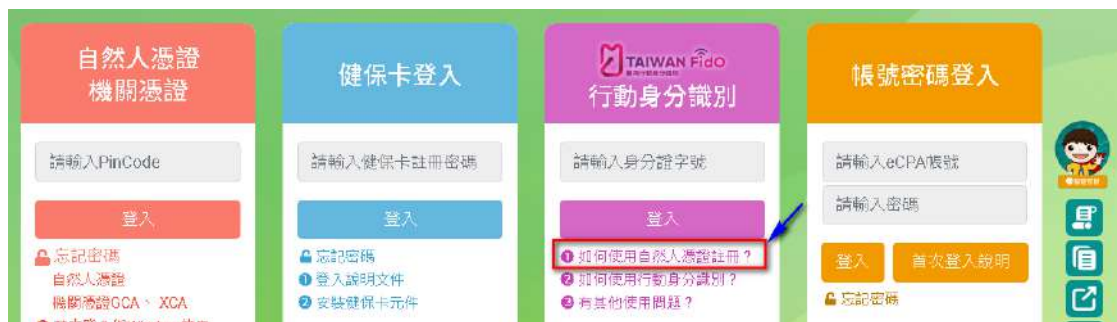 自然人憑證
機關憑證
請輸入PinCode
登入
忘記密碼
自然人憑證
機關憑證GCA、XCA
健保卡登入
請輸入健保卡註冊密碼
登入
忘記密碼
❶登入說明文件
❷安裝健保卡元件
TAIWAN FidO
行動身分識別
請輸入身分證字號
登入
❶如何使用自然人憑證註冊？
❷如何使用行動身分識別？
❸有其他使用問題？
帳號密碼登入
請輸入eCPA帳號
請輸入密碼
登入
首次登入說明
忘記密碼